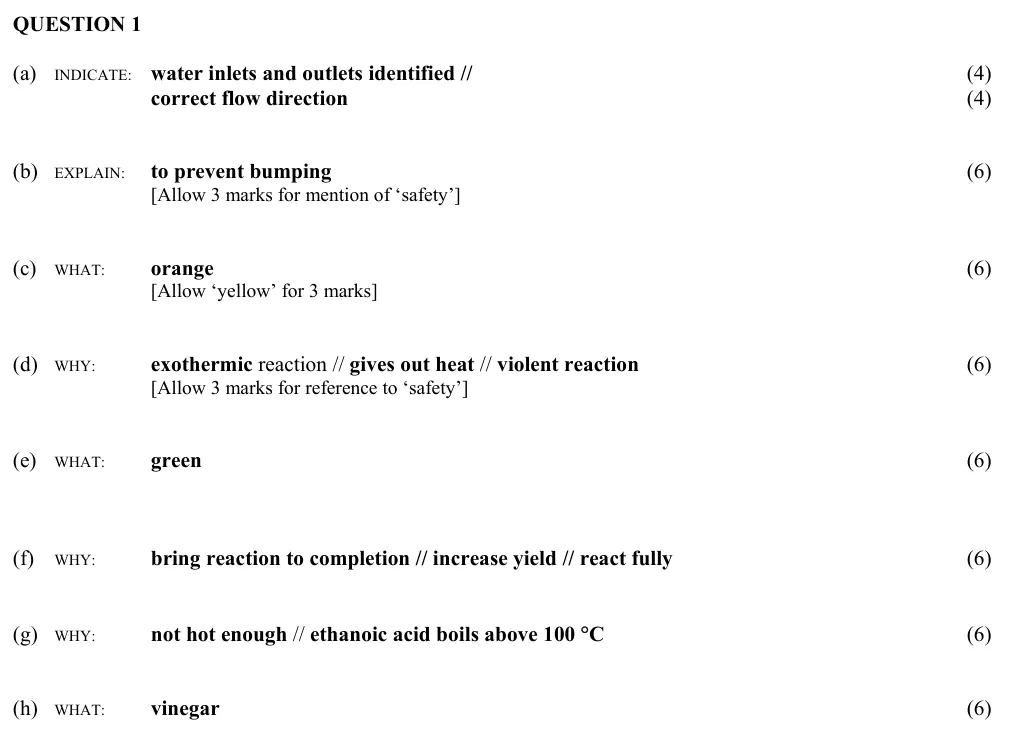 QUESTION 1
(a) INDICATE: water inlets and outlets identified // (4)
correct flow direction (4)
(b) EXPLAIN: to prevent bumping (6)
[Allow 3 marks for mention of ‘safety’]
(c) WHAT: orange (6)
[Allow ‘yellow’ for 3 marks]
(d) WHY: exothermic reaction // gives out heat // violent reaction (6)
[Allow 3 marks for reference to ‘safety’]
(e) WHAT: green (6)
(f) WHY: bring reaction to completion // increase yield // react fully (6)
(g) WHY: not hot enough // ethanoic acid boils above 100 °C (6)
(h) WHAT: vinegar (6)